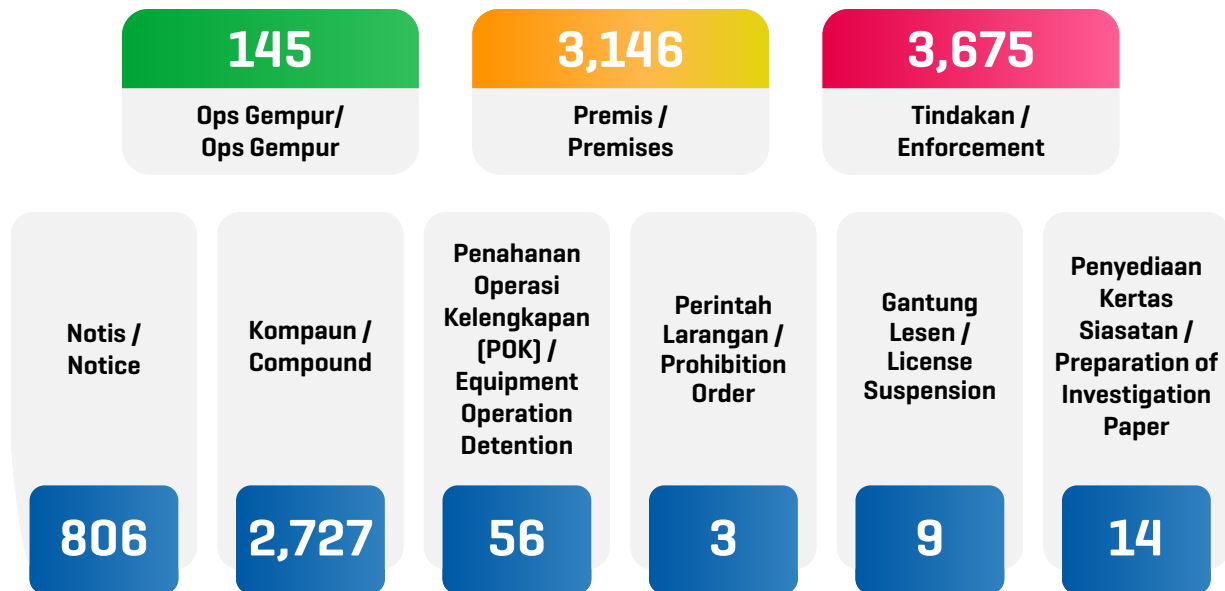 145
Ops Gempur/
Ops Gempur
3,146
Premis /
Premises
3,675
Tindakan /
Enforcement
Notis /
Notice
806
Kompaun /
Compound
2,727
Penahanan
Operasi
Kelengkapan
(POK) /
Equipment
Operation
Detention
56
Perintah
Larangan /
Prohibition
Order
3
Gantung
Lesen /
License
Suspension
9
Penyediaan
Kertas
Siasatan /
Preparation of
Investigation
Paper
14